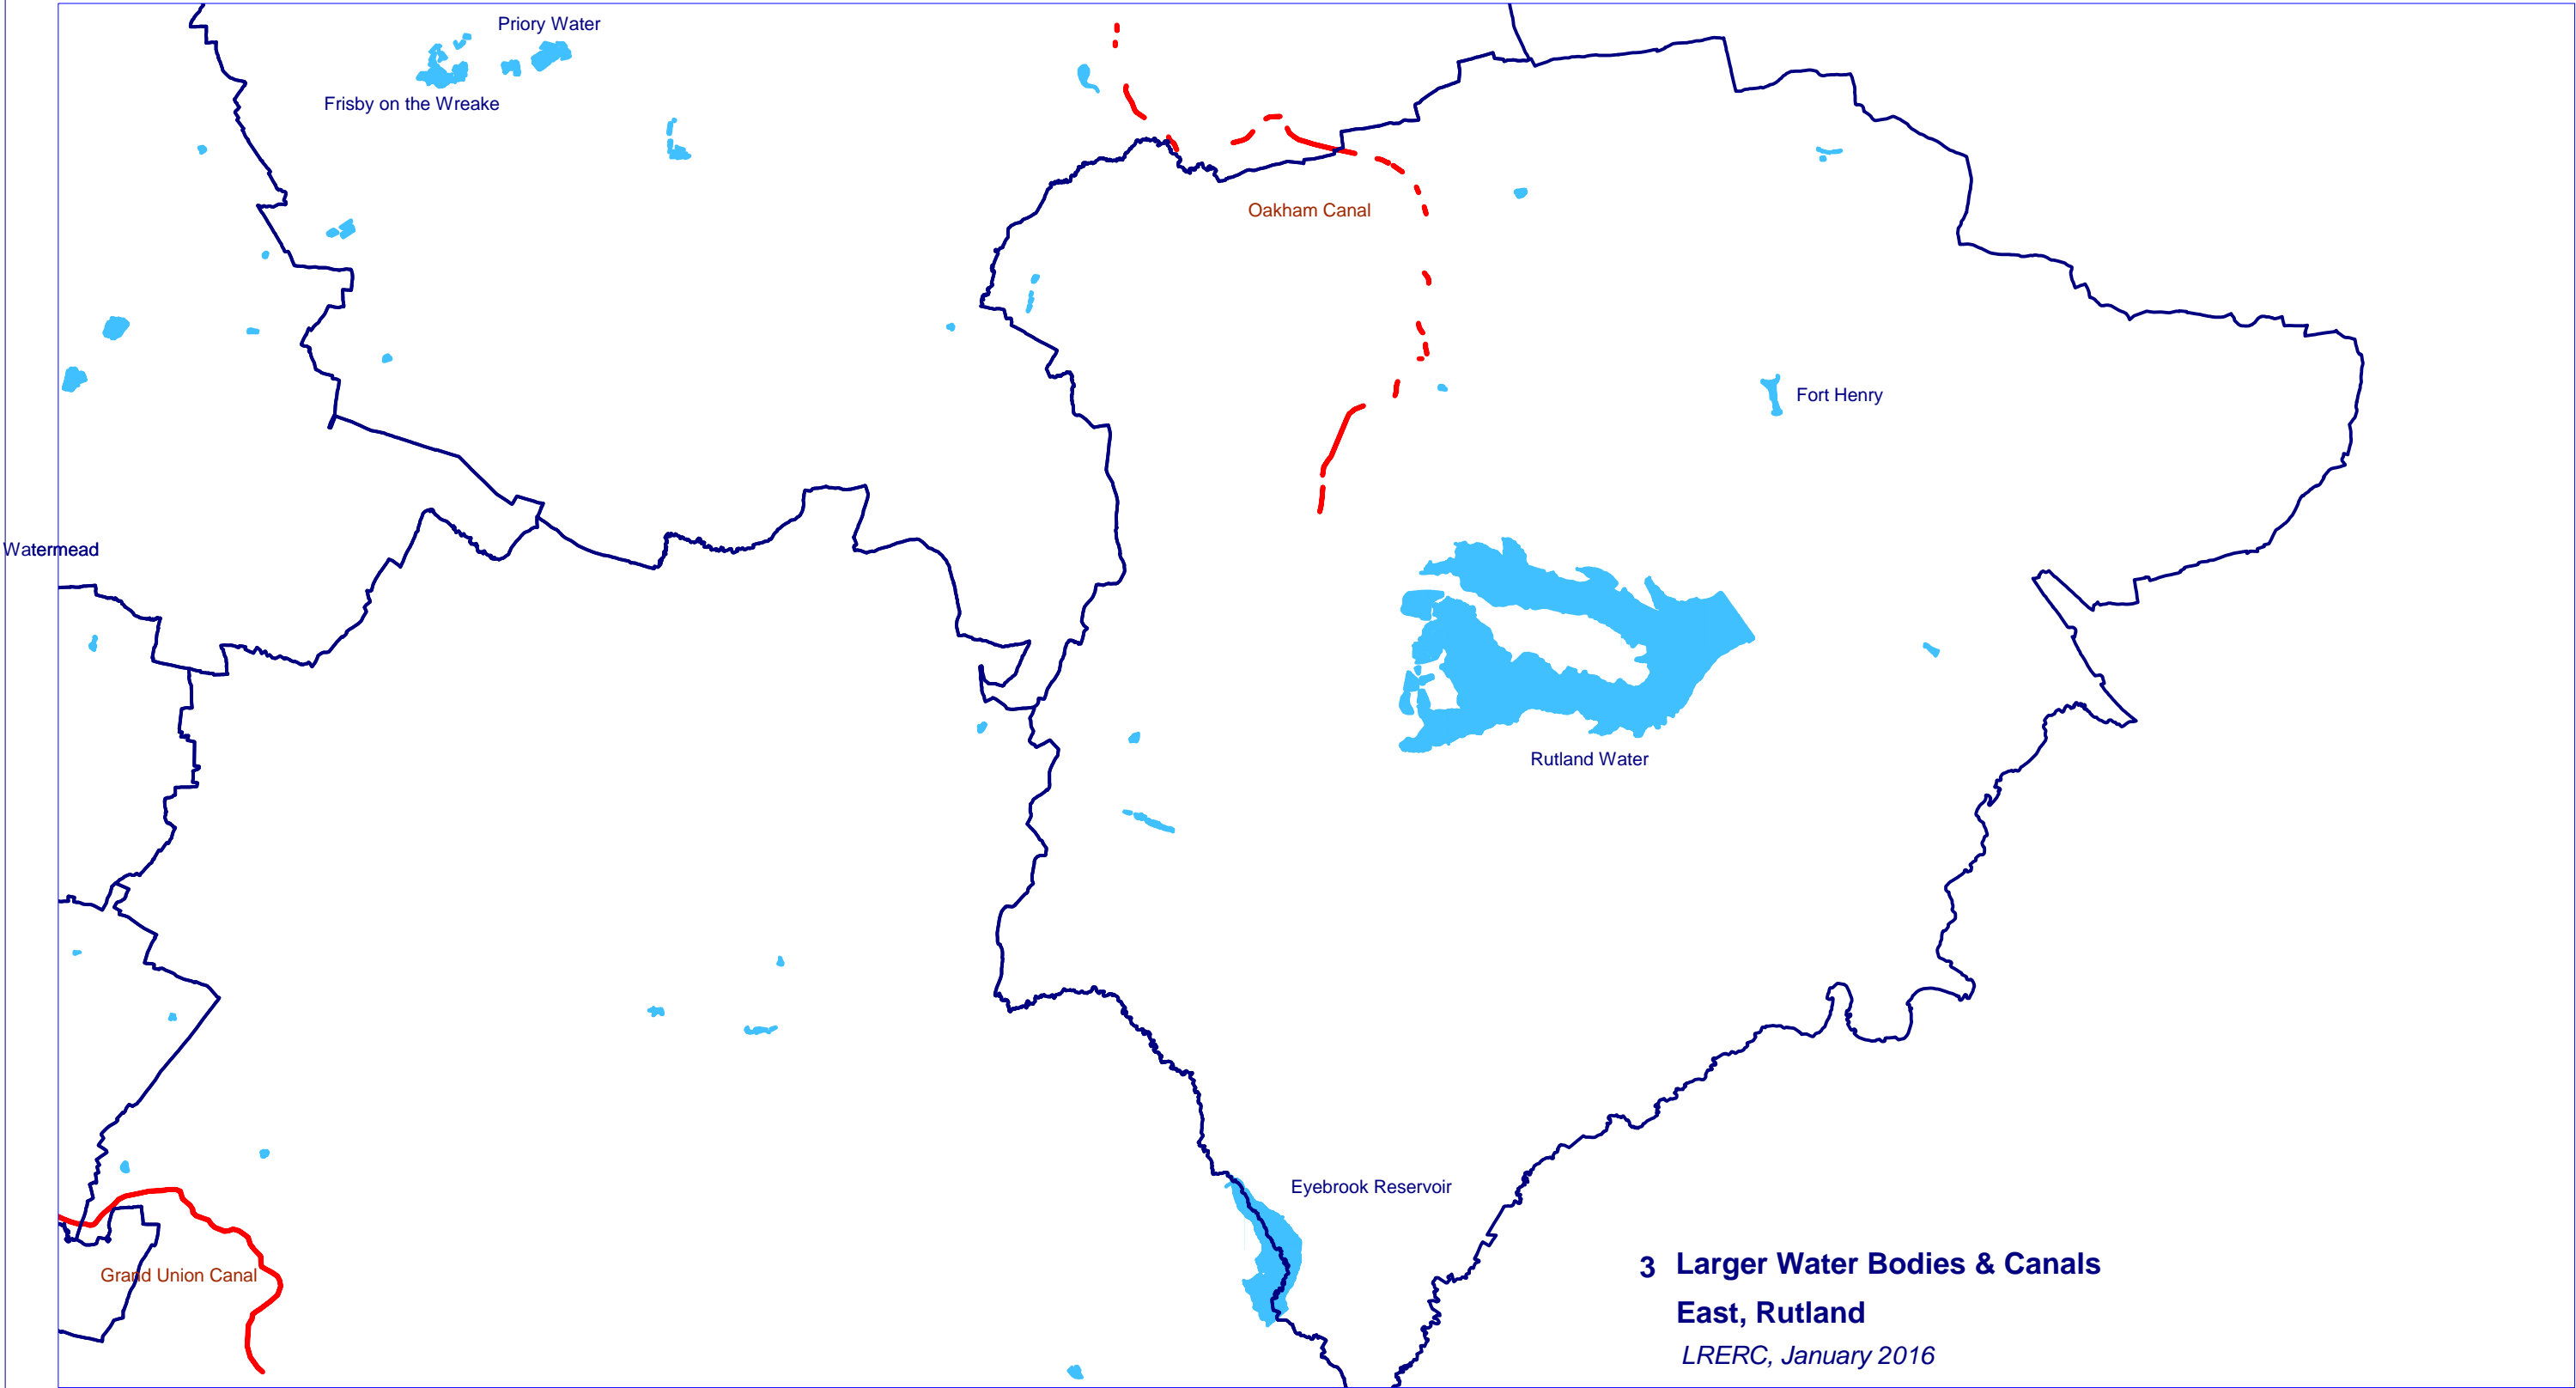 Priory Water
Frisby on the Wreake
Oakham Canal
Fort Henry
Watermead
Rutland Water
Eyebrook Reservoir
Grand Union Canal
3 Larger Water Bodies & Canals
East, Rutland
LRERC, January 2016